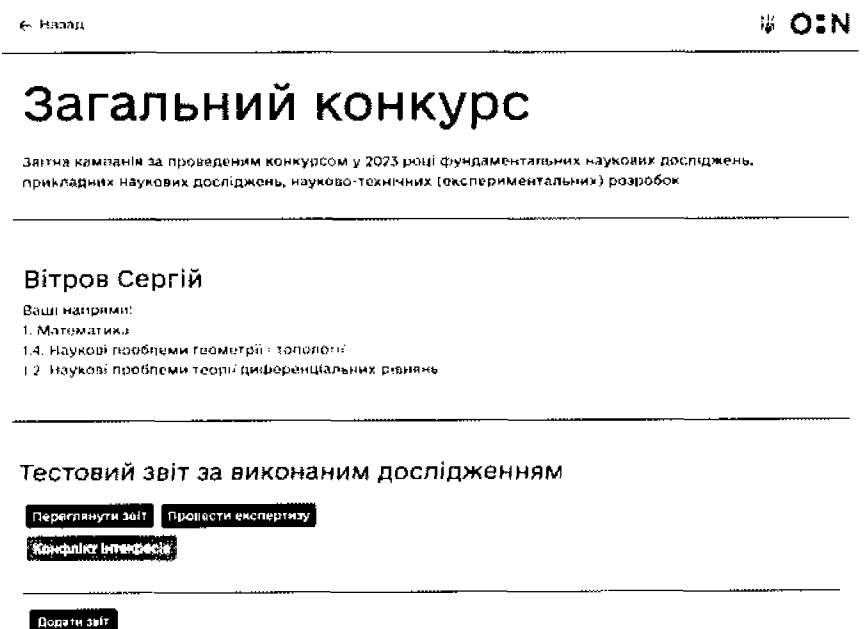 ← Назад
O:N
Загальний конкурс
Звітна кампанія за проведеним конкурсом у 2023 році фундаментальних наукових досліджень,
прикладних наукових досліджень, науково-технічних (експериментальних) розробок
Вітров Сергій
Ваші напрями:
1. Математика
1.4. Наукові проблеми геометрії і топології
1.2. Наукові проблеми теорії диференціальних рівнянь
Тестовий звіт за виконаним дослідженням
Переглянути звіт Провести експертизу
Конфлікт інтересів
Додати звіт